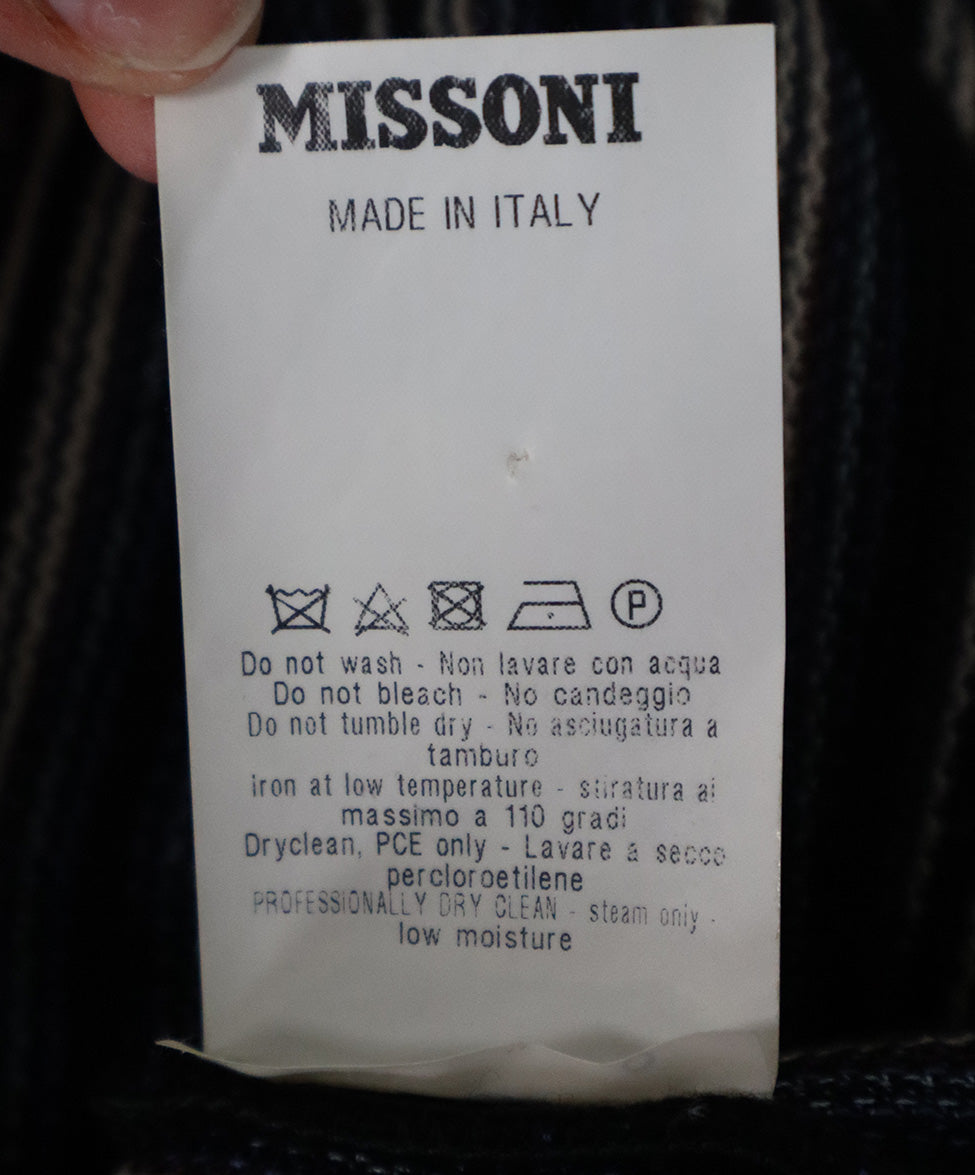 MISSONI
MADE IN ITALY
P
Do not wash - Non lavare con acqua
Do not bleach - No candeggio
Do not tumble dry - No asciugatura a
tamburo
Iron at low temperature - stiratura al
massimo a 110 gradi
Dryclean, PCE only - Lavare a secco
percloroetilene
PROFESSIONALLY DRY CLEAN - steam only -
low moisture